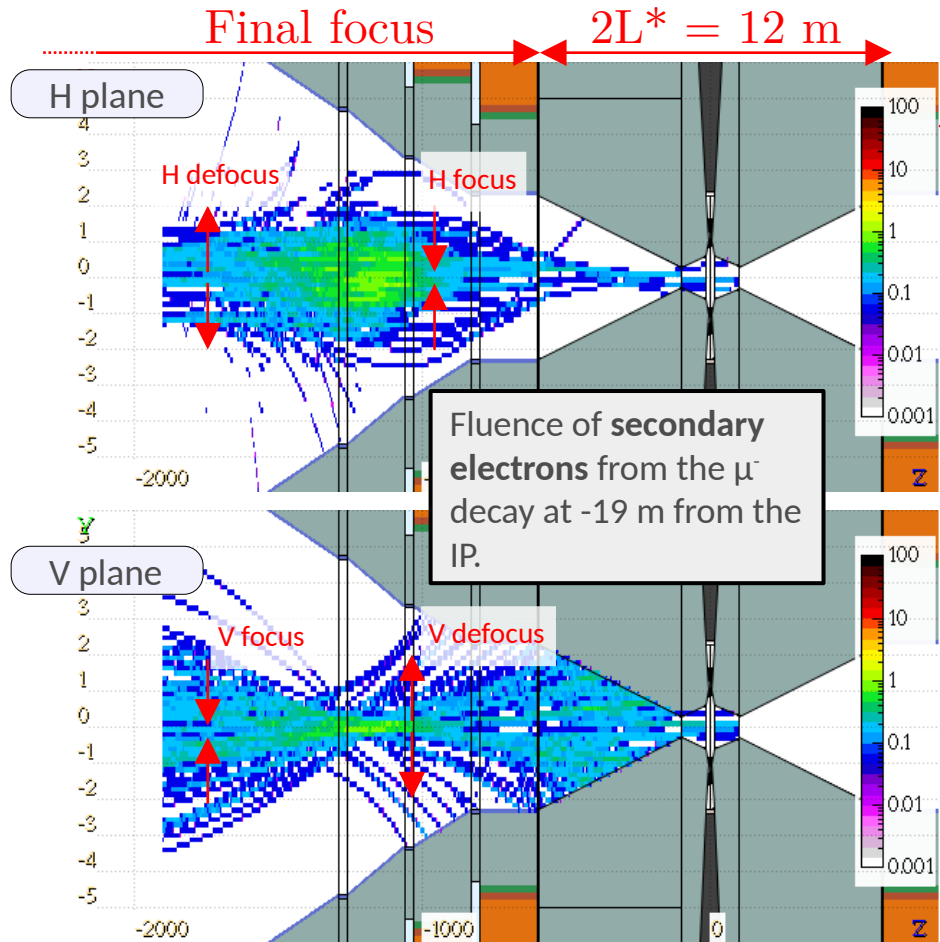 Final focus
2L* = 12 m
H plane
4
3
2
1
0
-1
-2
-3
-4
-5
H defocus
H focus
100
10
1
0.1
0.01
0.001
-2000
Z
Fluence of secondary
electrons from the μ-
decay at -19 m from the
IP.
Y
V plane
3
2
1
0
-1
-2
-3
-4
-5
V focus
V defocus
100
10
1
0.1
0.01
0.001
-2000
-1000
0
Z